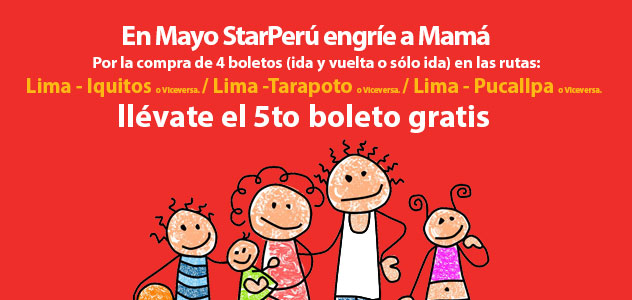 En Mayo StarPerú engríe a Mamá
Por la compra de 4 boletos (ida y vuelta o sólo ida) en las rutas:
Lima - Iquitos o Viceversa. / Lima -Tarapoto o Viceversa. / Lima - Pucallpa o Viceversa.
llévate el 5to boleto gratis